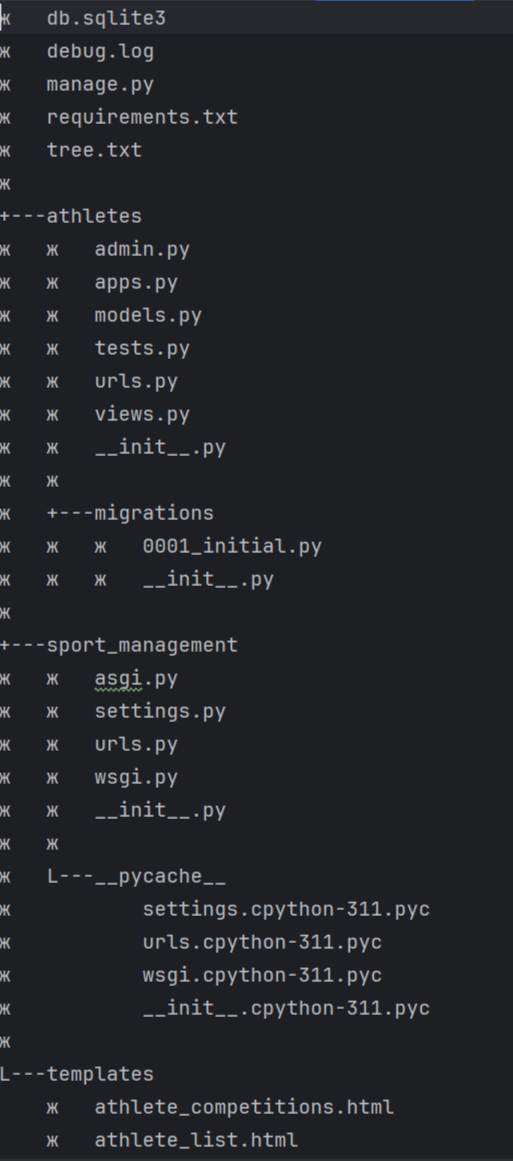 ж   db.sqlite3
ж   debug.log
ж   manage.py
ж   requirements.txt
ж   tree.txt
ж
+---athletes
ж   ж   admin.py
ж   ж   apps.py
ж   ж   models.py
ж   ж   tests.py
ж   ж   urls.py
ж   ж   views.py
ж   ж   __init__.py
ж   ж
ж   +---migrations
ж   ж   ж   0001_initial.py
ж   ж   ж   __init__.py
ж
+---sport_management
ж   ж   asgi.py
ж   ж   settings.py
ж   ж   urls.py
ж   ж   wsgi.py
ж   ж   __init__.py
ж   ж
ж   L---__pycache__
ж           settings.cpython-311.pyc
ж           urls.cpython-311.pyc
ж           wsgi.cpython-311.pyc
ж           __init__.cpython-311.pyc
ж
L---templates
    ж   athlete_competitions.html
    ж   athlete_list.html